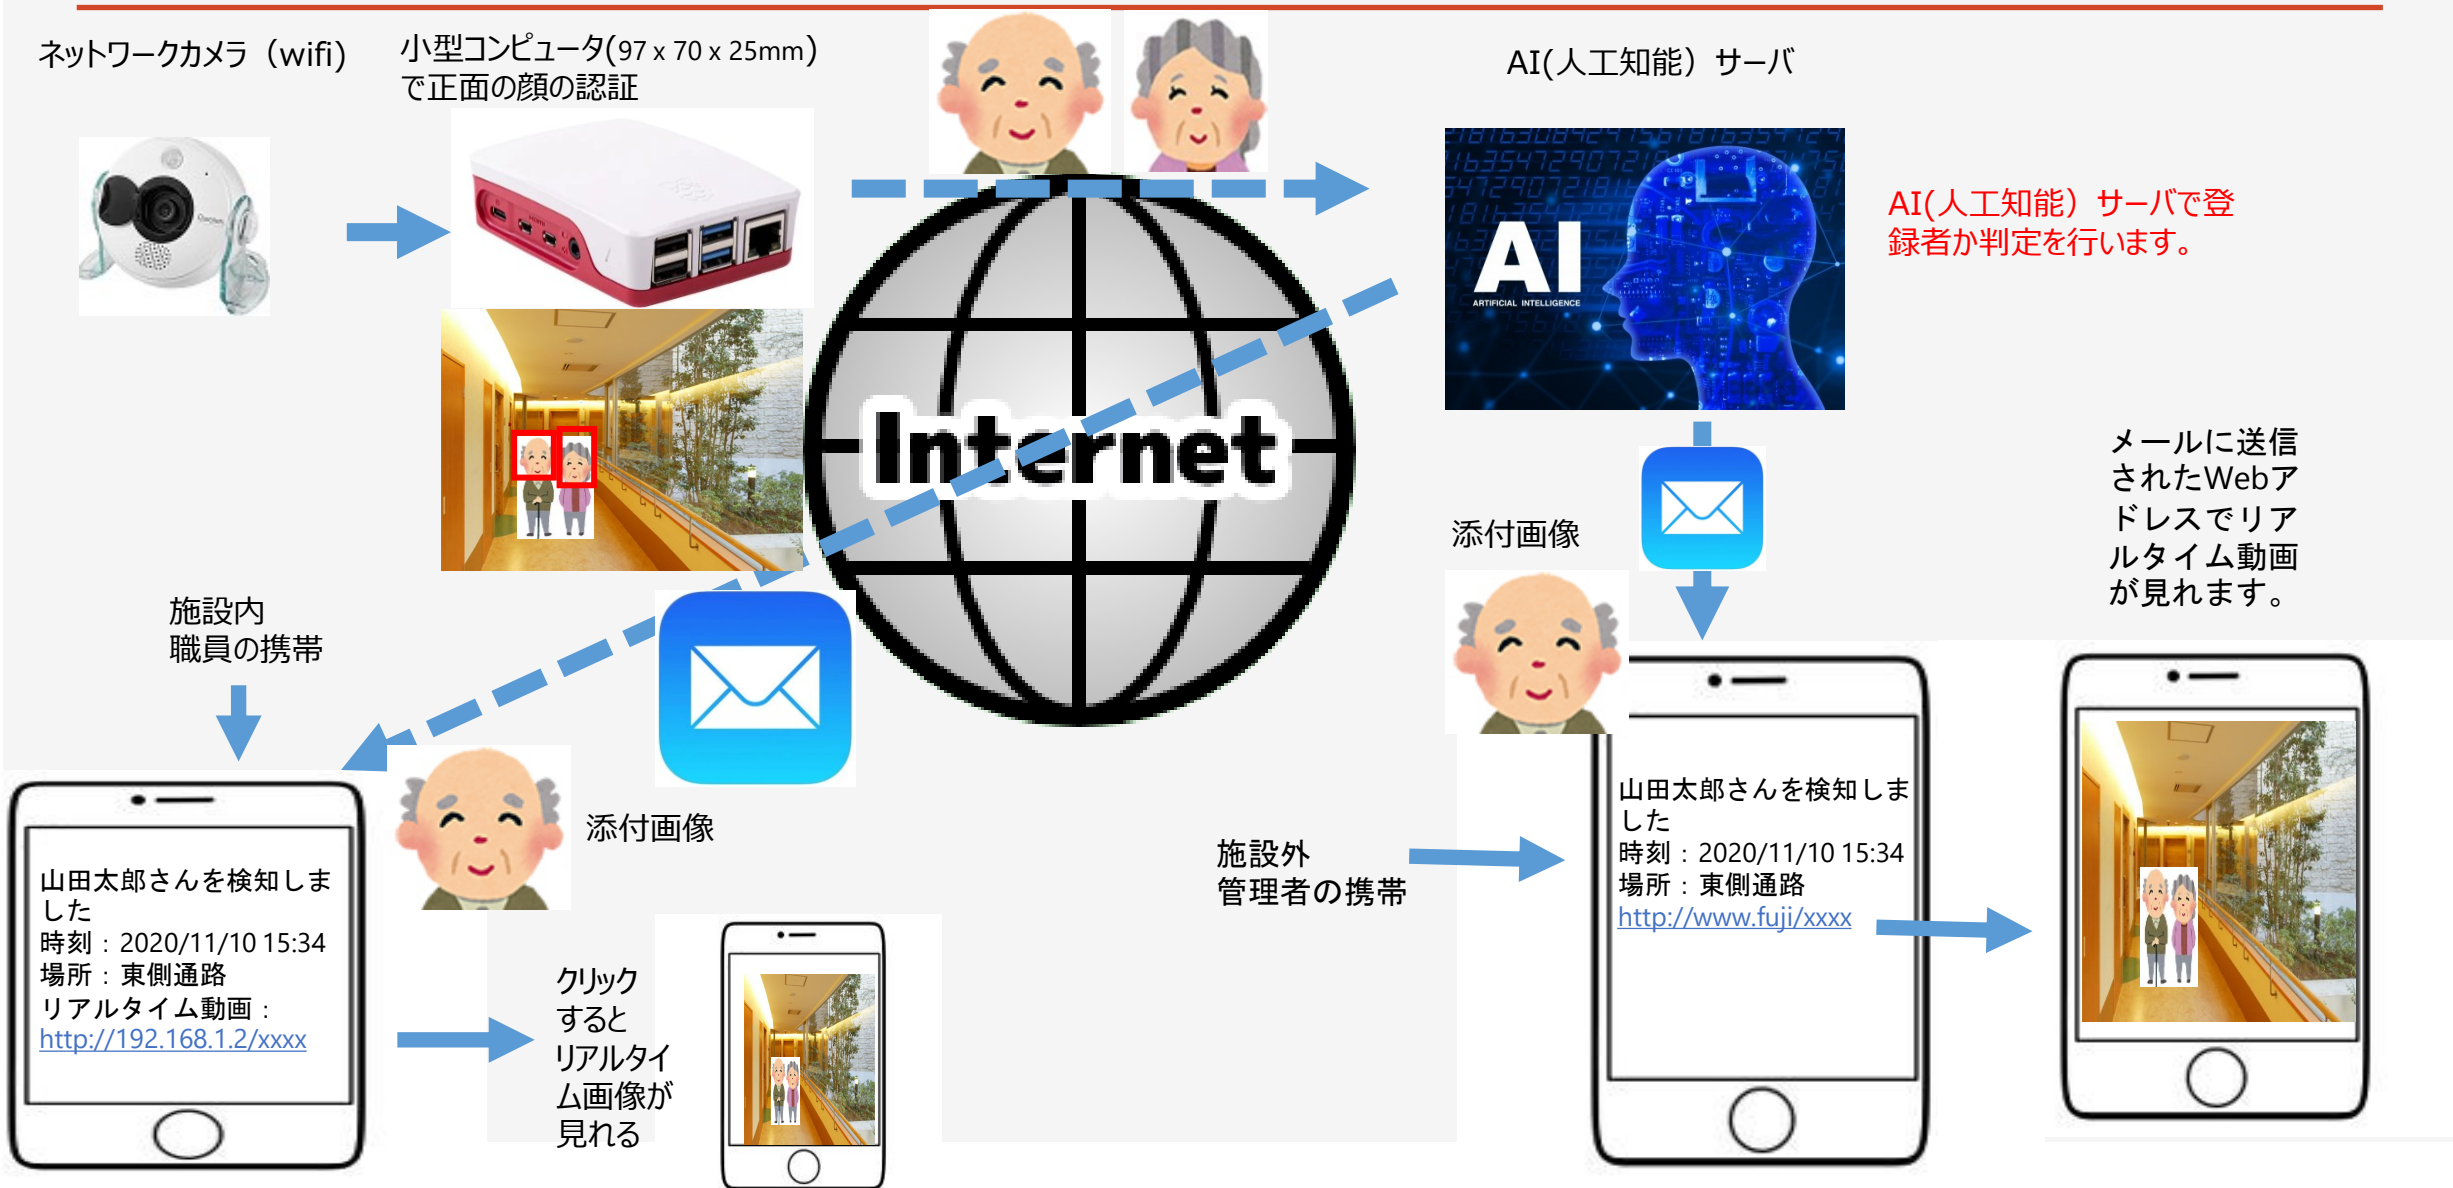 ネットワークカメラ（wifi)
小型コンピュータ(97 x 70 x 25mm)
で正面の顔の認証
AI(人工知能）サーバ
AI
ARTIFICIAL INTELLIGENCE
AI(人工知能）サーバで登
録者か判定を行います。
Internet
メールに送信
されたWebア
ドレスでリア
ルタイム動画
が見れます。
添付画像
施設内
職員の携帯
添付画像
山田太郎さんを検知しま
した
時刻：2020/11/10 15:34
場所：東側通路
リアルタイム動画：
http://192.168.1.2/xxxx
クリック
すると
リアルタイ
ム画像が
見れる
施設外
管理者の携帯
山田太郎さんを検知しま
した
時刻：2020/11/10 15:34
場所：東側通路
http://www.fuji/xxxx